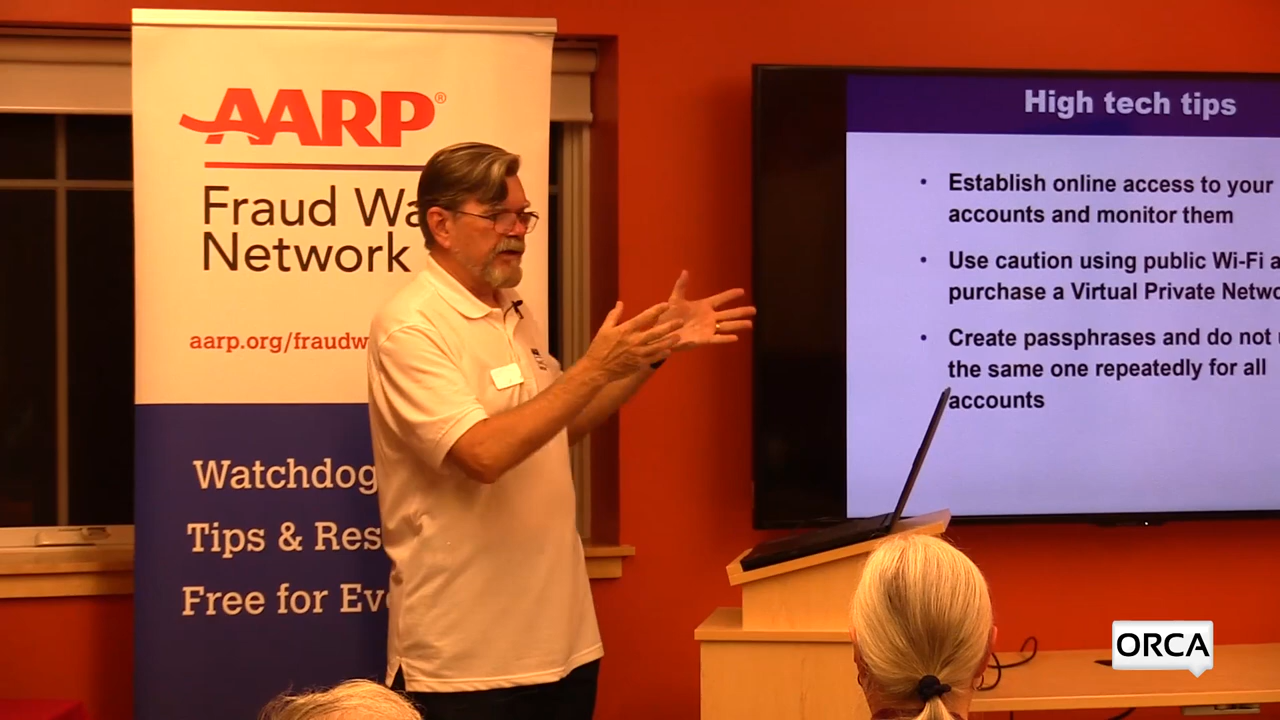 AARP®
Fraud Wa
Network
aarp.org/fraudw
Watchdog
Tips & Res
Free for Eve
High tech tips
• Establish online access to your
accounts and monitor them
• Use caution using public Wi-Fi a
purchase a Virtual Private Netwo
• Create passphrases and do not
the same one repeatedly for all
accounts
ORCA